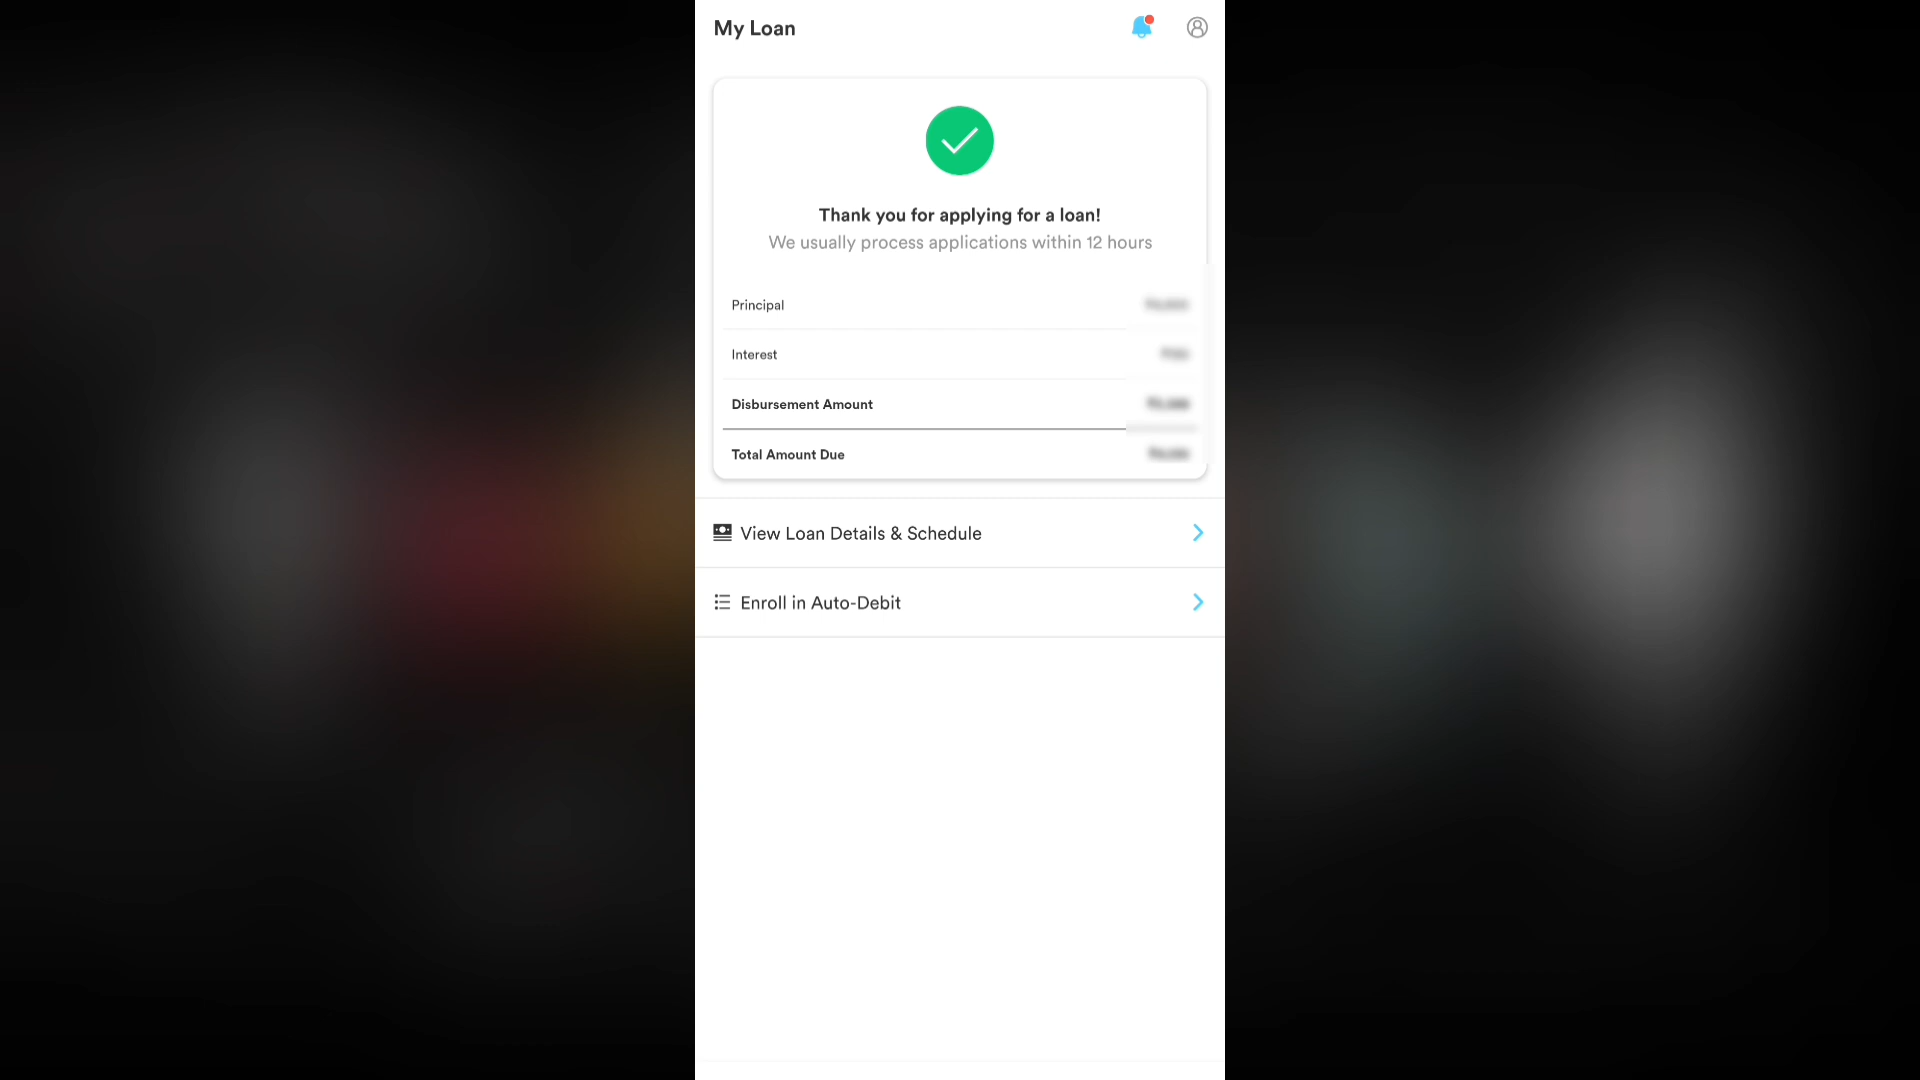 My Loan
Thank you for applying for a loan!
We usually process applications within 12 hours
Principal
Interest
Disbursement Amount
Total Amount Due
View Loan Details & Schedule
Enroll in Auto-Debit